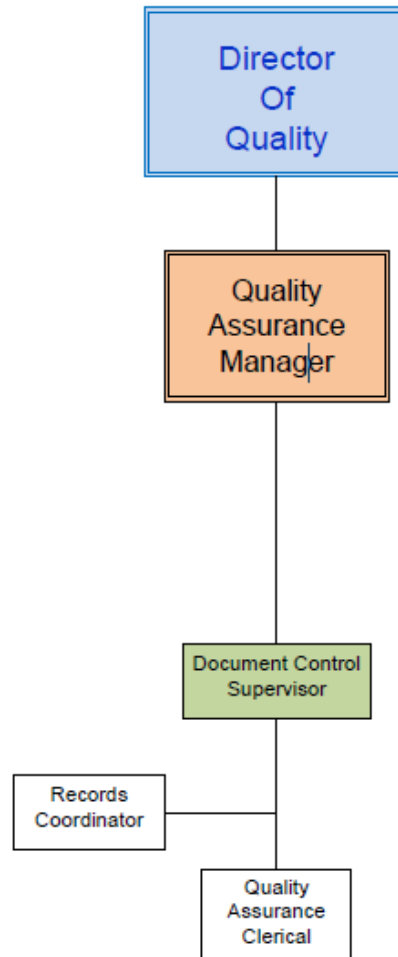 Director
Of
Quality
Quality
Assurance
Manager
Document Control
Supervisor
Records
Coordinator
Quality
Assurance
Clerical